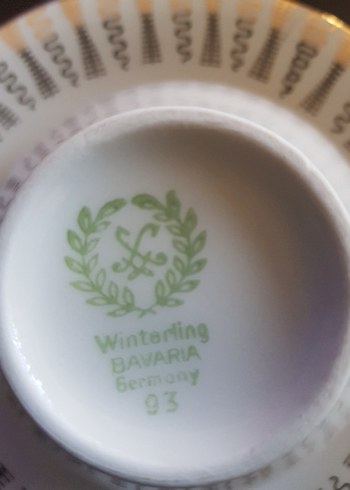 Winterling
BAVARIA
Germany
93